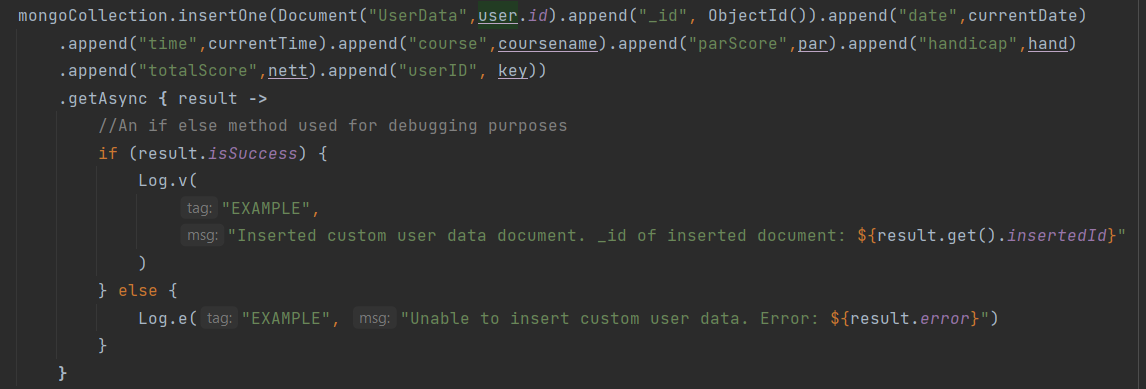 mongoCollection.insertOne(Document("UserData",user.id).append("_id", ObjectId()).append("date",currentDate)
.append("time",currentTime).append("course",coursename).append("parScore",par).append("handicap",hand)
.append("totalScore",nett).append("userID", key))
.getAsync { result ->
//An if else method used for debugging purposes
if (result.isSuccess) {
Log.v(
tag: "EXAMPLE",
msg: "Inserted custom user data document. _id of inserted document: ${result.get().insertedId}"
)
} else {
Log.e( tag: "EXAMPLE", msg: "Unable to insert custom user data. Error: ${result.error}")
}
}